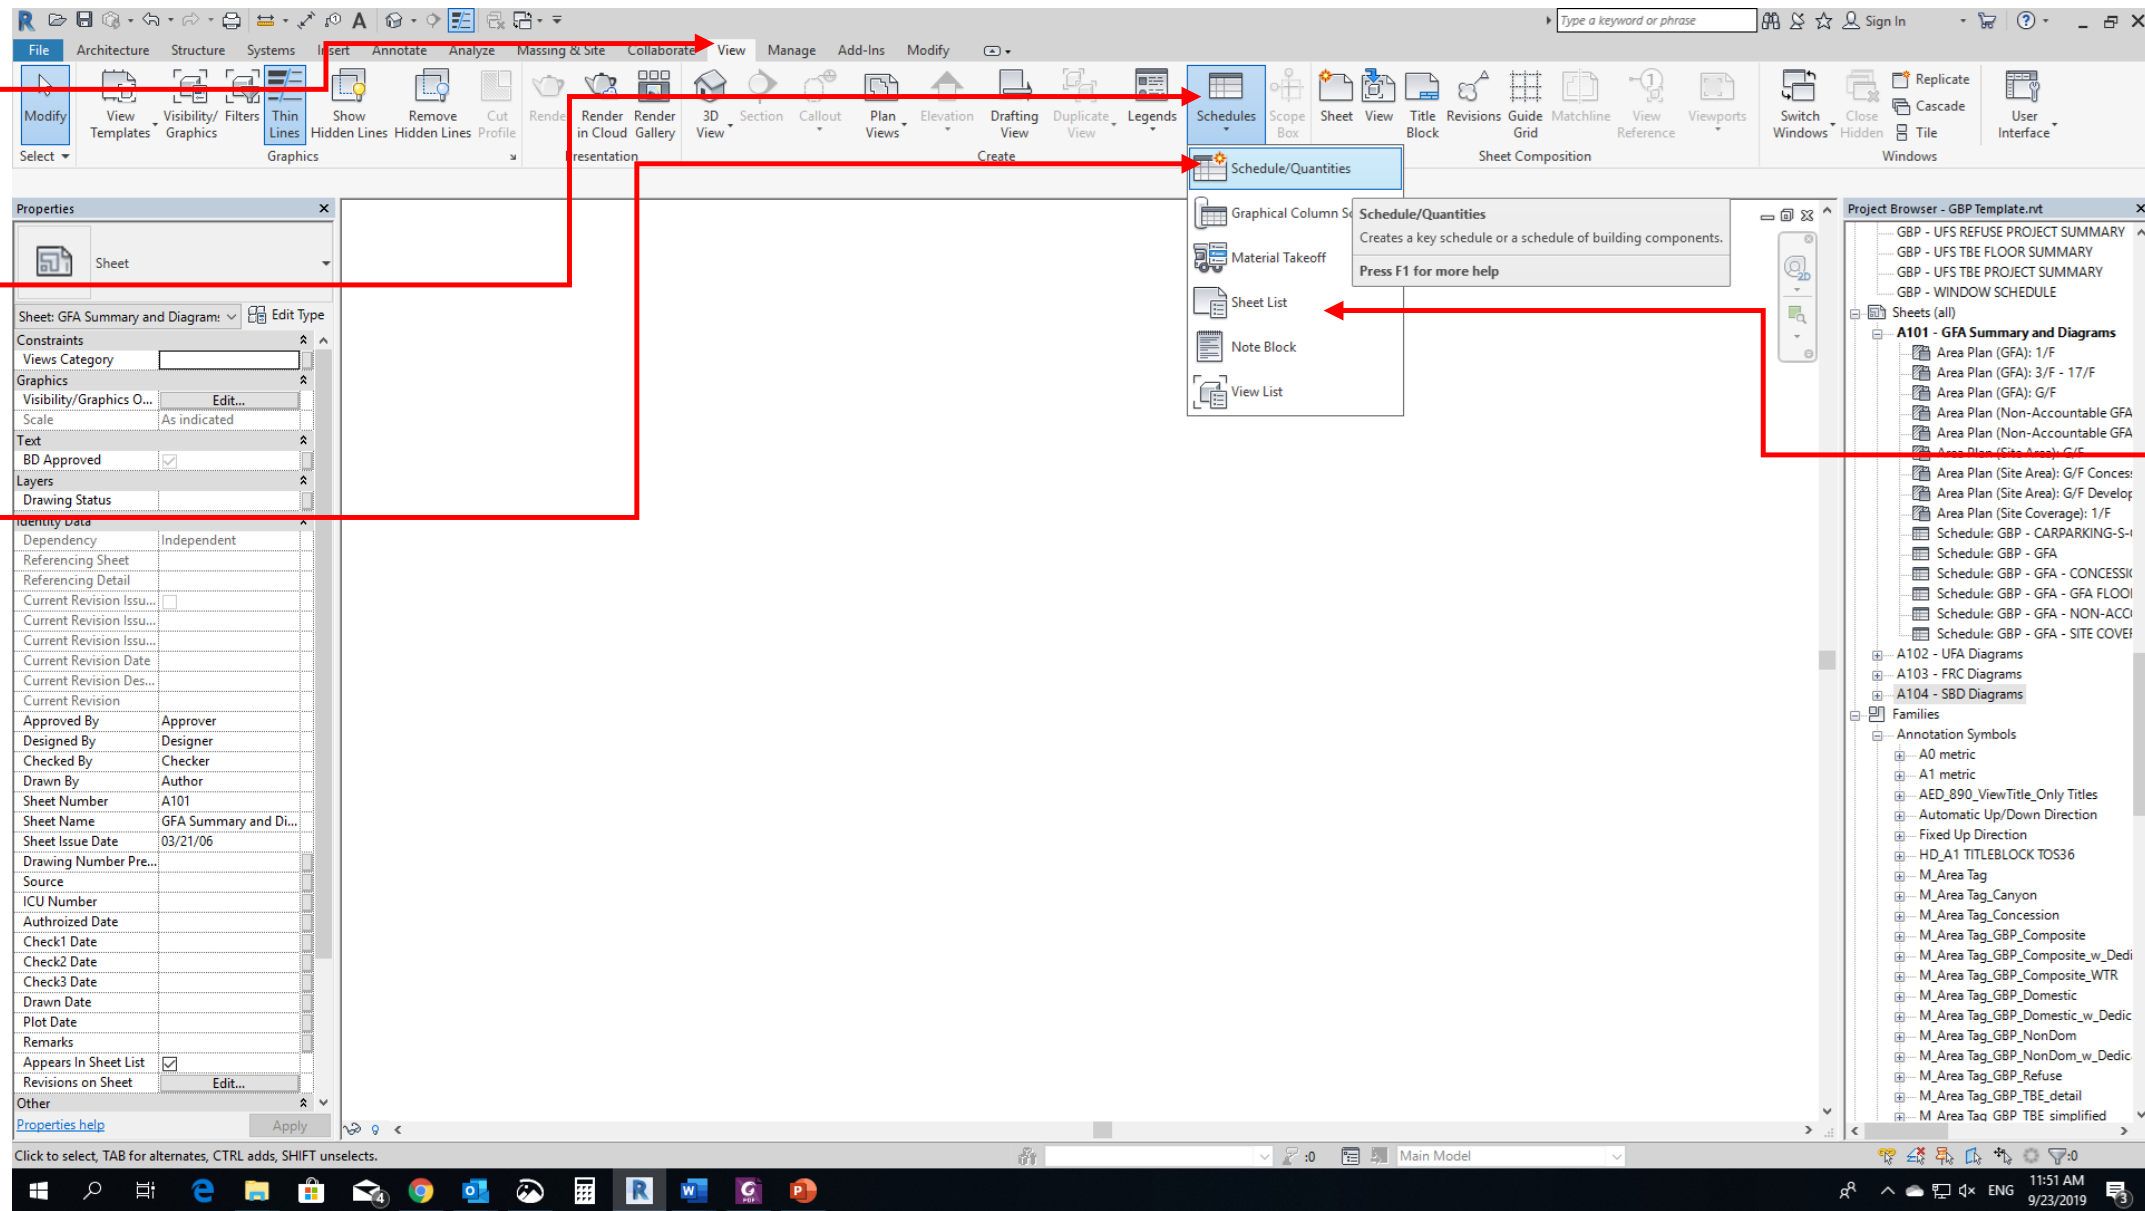 Type a keyword or phrase
Sign In
File Architecture Structure Systems Insert Annotate Analyze Massing & Site Collaborate View Manage Add-Ins Modify
Modify
View Templates
Visibility/ Graphics
Filters
Thin Lines
Show Hidden Lines
Remove Hidden Lines
Cut Profile
Render
Render in Cloud
Render Gallery
3D View
Section
Callout
Plan Views
Elevation
Drafting View
Duplicate View
Legends
Schedules
Scope Box
Sheet
View
Title Block
Revisions
Guide Grid
Matchline
View Reference
Viewports
Switch Windows
Close Hidden
Replicate
Cascade
Tile
User Interface
Select
Graphics
Presentation
Create
Sheet Composition
Windows
Schedule/Quantities
Graphical Column Sc
Material Takeoff
Sheet List
Note Block
View List
Schedule/Quantities
Creates a key schedule or a schedule of building components.
Press F1 for more help
Properties
Sheet
Sheet: GFA Summary and Diagram:
Edit Type
Constraints
Views Category
Graphics
Visibility/Graphics O... Edit...
Scale As indicated
Text
BD Approved
Layers
Drawing Status
Identity Data
Dependency Independent
Referencing Sheet
Referencing Detail
Current Revision Issu...
Current Revision Issu...
Current Revision Issu...
Current Revision Date
Current Revision Des...
Current Revision
Approved By Approver
Designed By Designer
Checked By Checker
Drawn By Author
Sheet Number A101
Sheet Name GFA Summary and Di...
Sheet Issue Date 03/21/06
Drawing Number Pre...
Source
ICU Number
Authroized Date
Check1 Date
Check2 Date
Check3 Date
Drawn Date
Plot Date
Remarks
Appears In Sheet List
Revisions on Sheet Edit...
Other
Properties help Apply
Project Browser - GBP Template.rvt
GBP - UFS REFUSE PROJECT SUMMARY
GBP - UFS TBE FLOOR SUMMARY
GBP - UFS TBE PROJECT SUMMARY
GBP - WINDOW SCHEDULE
Sheets (all)
A101 - GFA Summary and Diagrams
Area Plan (GFA): 1/F
Area Plan (GFA): 3/F - 17/F
Area Plan (GFA): G/F
Area Plan (Non-Accountable GFA
Area Plan (Non-Accountable GFA
Area Plan (Site Area): G/F
Area Plan (Site Area): G/F Conces
Area Plan (Site Area): G/F Develop
Area Plan (Site Coverage): 1/F
Schedule: GBP - CARPARKING-S-
Schedule: GBP - GFA
Schedule: GBP - GFA - CONCESSI
Schedule: GBP - GFA - GFA FLOO
Schedule: GBP - GFA - NON-ACC
Schedule: GBP - GFA - SITE COVE
A102 - UFA Diagrams
A103 - FRC Diagrams
A104 - SBD Diagrams
Families
Annotation Symbols
A0 metric
A1 metric
AED_890_ViewTitle_Only Titles
Automatic Up/Down Direction
Fixed Up Direction
HD_A1 TITLEBLOCK TOS36
M_Area Tag
M_Area Tag_Canyon
M_Area Tag_Concession
M_Area Tag_GBP_Composite
M_Area Tag_GBP_Composite_w_Dedi
M_Area Tag_GBP_Composite_WTR
M_Area Tag_GBP_Domestic
M_Area Tag_GBP_Domestic_w_Dedic
M_Area Tag_GBP_NonDom
M_Area Tag_GBP_NonDom_w_Dedic
M_Area Tag_GBP_Refuse
M_Area Tag_GBP_TBE_detail
M_Area Tag_GBP_TBE_simplified
Click to select, TAB for alternates, CTRL adds, SHIFT unselects.
:0
Main Model
:0
ENG
11:51 AM
9/23/2019